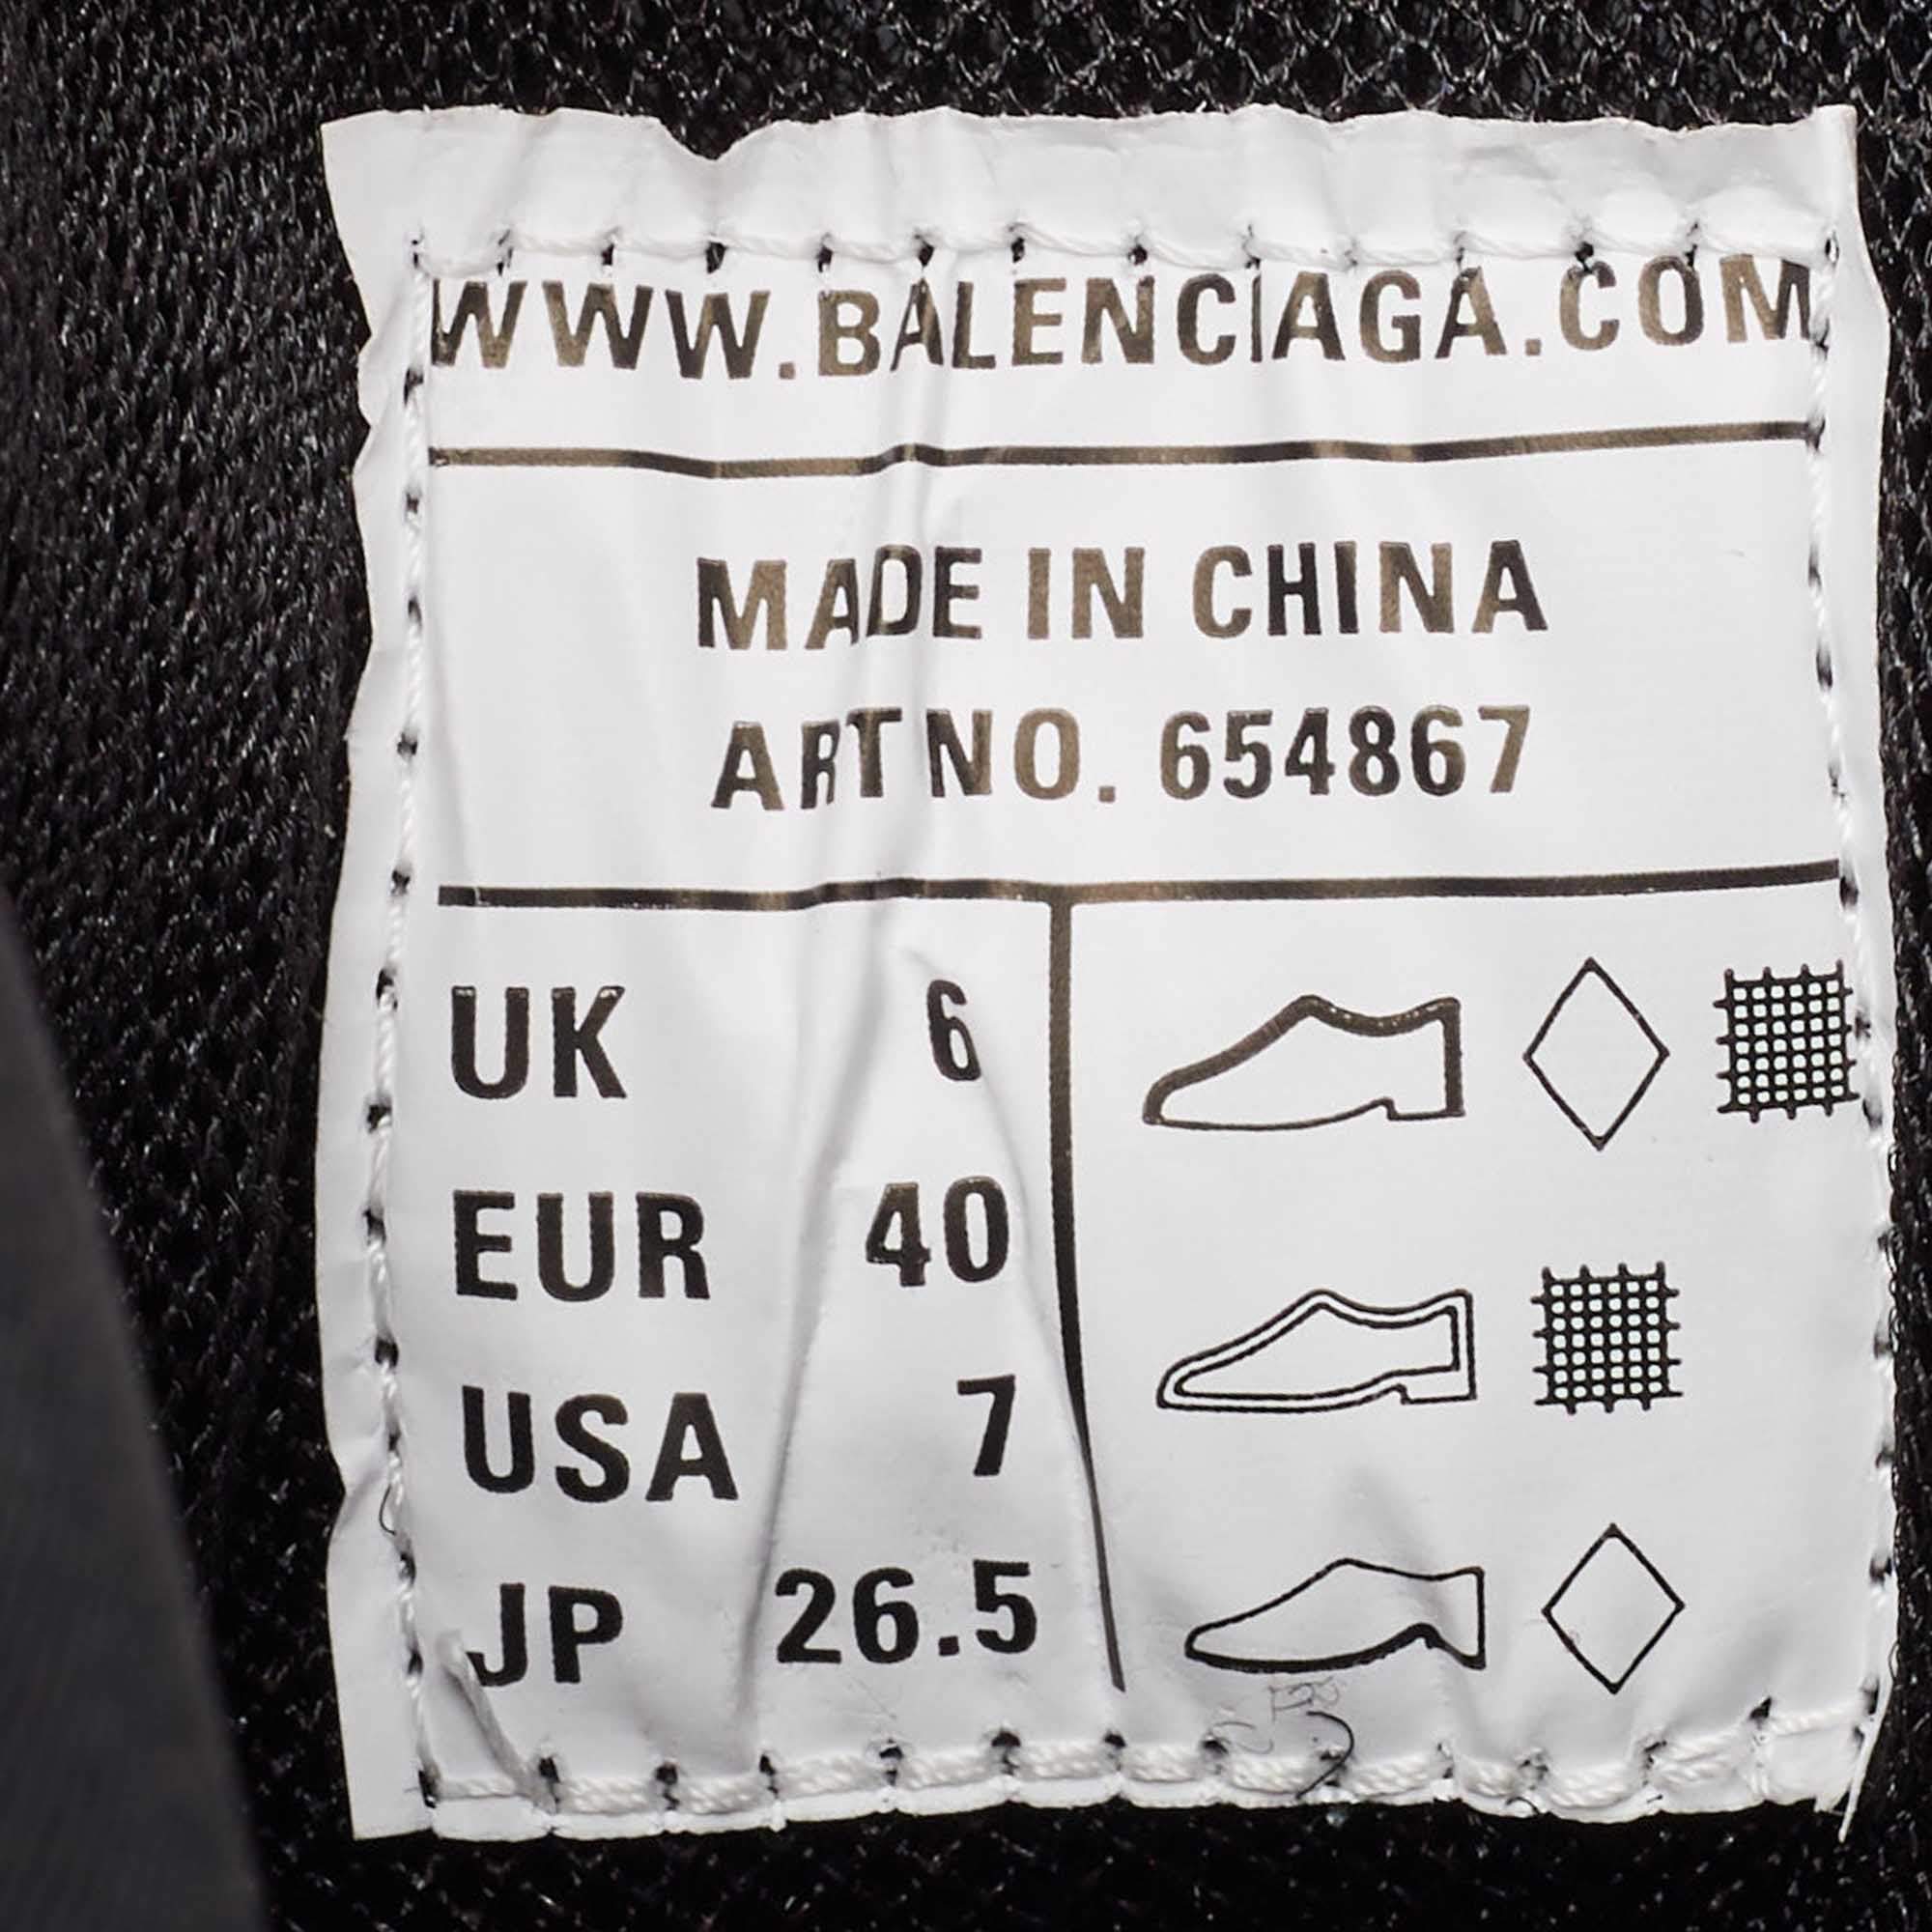 WWW.BALENCIAGA.COM
MADE IN CHINA
ART NO. 654867
UK 6
EUR 40
USA 7
JP 26.5